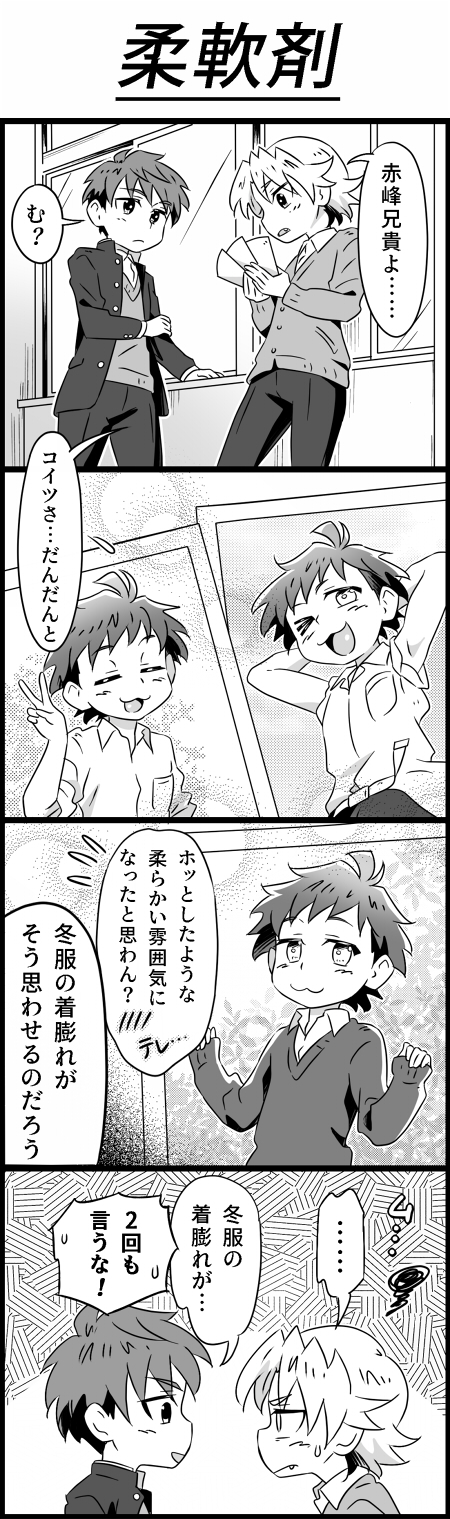 柔軟剤
赤峰兄貴よ……
む?
コイツさ…だんだんと
ホッとしたような
柔らかい雰囲気に
なったと思わん?
テレ…
冬服の着膨れが
そう思わせるのだろう
ム…
……
冬服の
着膨れが…
2回も
言うな!